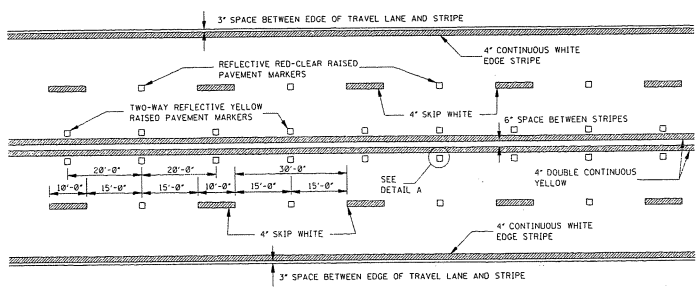 3" SPACE BETWEEN EDGE OF TRAVEL LANE AND STRIPE
4" CONTINUOUS WHITE
EDGE STRIPE
REFLECTIVE RED-CLEAR RAISED
PAVEMENT MARKERS
TWO-WAY REFLECTIVE YELLOW
RAISED PAVEMENT MARKERS
4" SKIP WHITE
6" SPACE BETWEEN STRIPES
20'-0" 20'-0" 30'-0"
10'-0" 15'-0" 15'-0" 10'-0" 15'-0" 15'-0"
SEE
DETAIL A
4" DOUBLE CONTINUOUS
YELLOW
4" SKIP WHITE
4" CONTINUOUS WHITE
EDGE STRIPE
3" SPACE BETWEEN EDGE OF TRAVEL LANE AND STRIPE